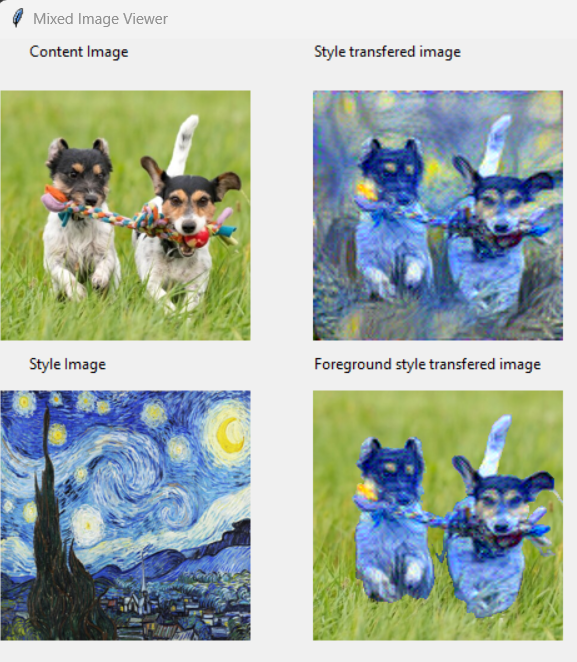 Mixed Image Viewer
Content Image
Style transfered image
Style Image
Foreground style transfered image